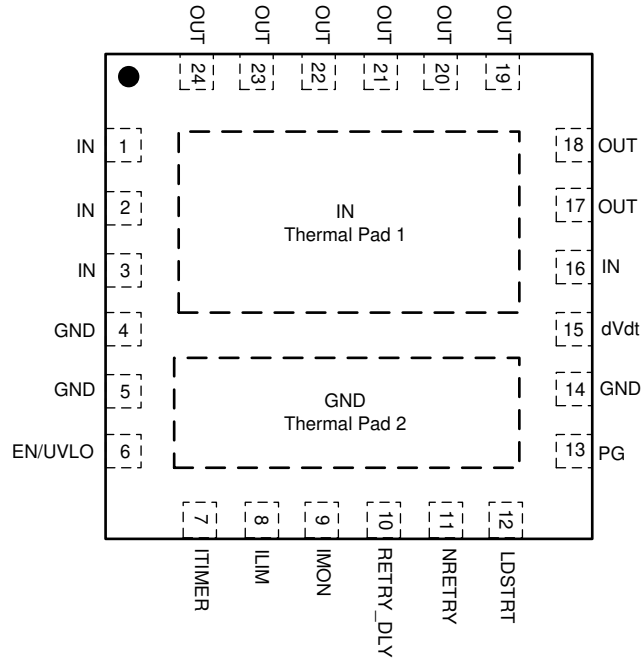 OUT
OUT
OUT
OUT
OUT
OUT
24
23
22
21
20
19
IN 1
18 OUT
IN 2
17 OUT
IN 3
16 IN
GND 4
15 dVdt
GND 5
14 GND
EN/UVLO 6
13 PG
IN
Thermal Pad 1
GND
Thermal Pad 2
7
8
9
10
11
12
ITIMER
ILIM
IMON
RETRY_DLY
NRETRY
LDSTRT